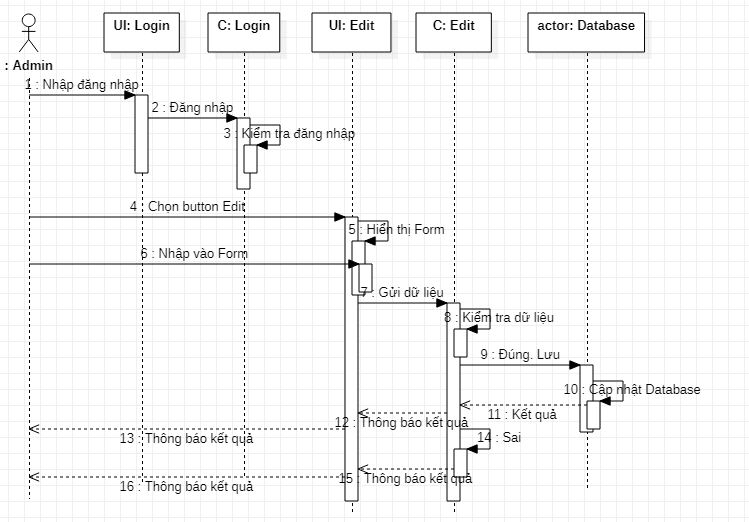 UI: Login
C: Login
UI: Edit
C: Edit
actor: Database
: Admin
1 : Nhập đăng nhập
2 : Đăng nhập
3 : Kiểm tra đăng nhập
4 : Chọn button Edit
5 : Hiển thị Form
6 : Nhập vào Form
7 : Gửi dữ liệu
8 : Kiểm tra dữ liệu
9 : Đúng. Lưu
10 : Cập nhật Database
11 : Kết quả
12 : Thông báo kết quả
13 : Thông báo kết quả
14 : Sai
15 : Thông báo kết quả
16 : Thông báo kết quả